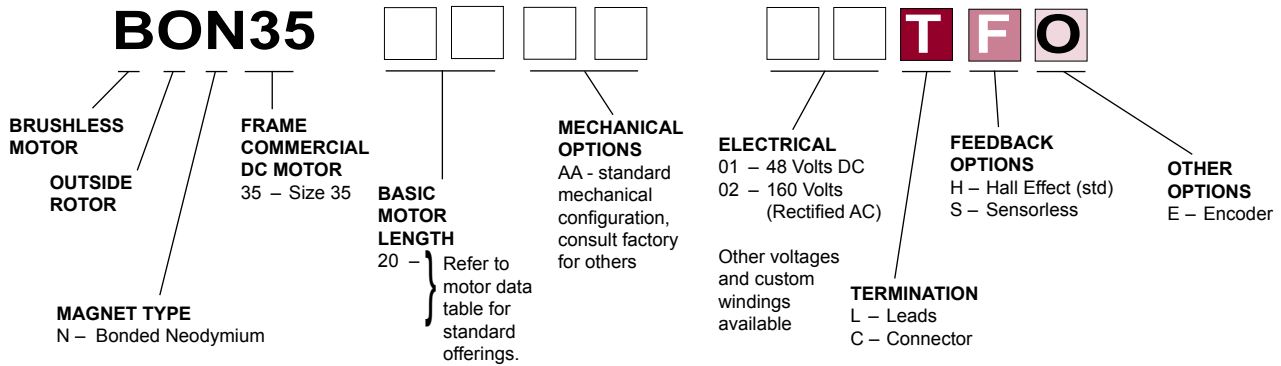 BON35 T F O
BRUSHLESS
MOTOR
OUTSIDE
ROTOR
MAGNET TYPE
N – Bonded Neodymium
FRAME
COMMERCIAL
DC MOTOR
35 – Size 35
BASIC
MOTOR
LENGTH
20 –
Refer to
motor data
table for
standard
offerings.
MECHANICAL
OPTIONS
AA - standard
mechanical
configuration,
consult factory
for others
ELECTRICAL
01 – 48 Volts DC
02 – 160 Volts
(Rectified AC)
Other voltages
and custom
windings
available
TERMINATION
L – Leads
C – Connector
FEEDBACK
OPTIONS
H – Hall Effect (std)
S – Sensorless
OTHER
OPTIONS
E – Encoder